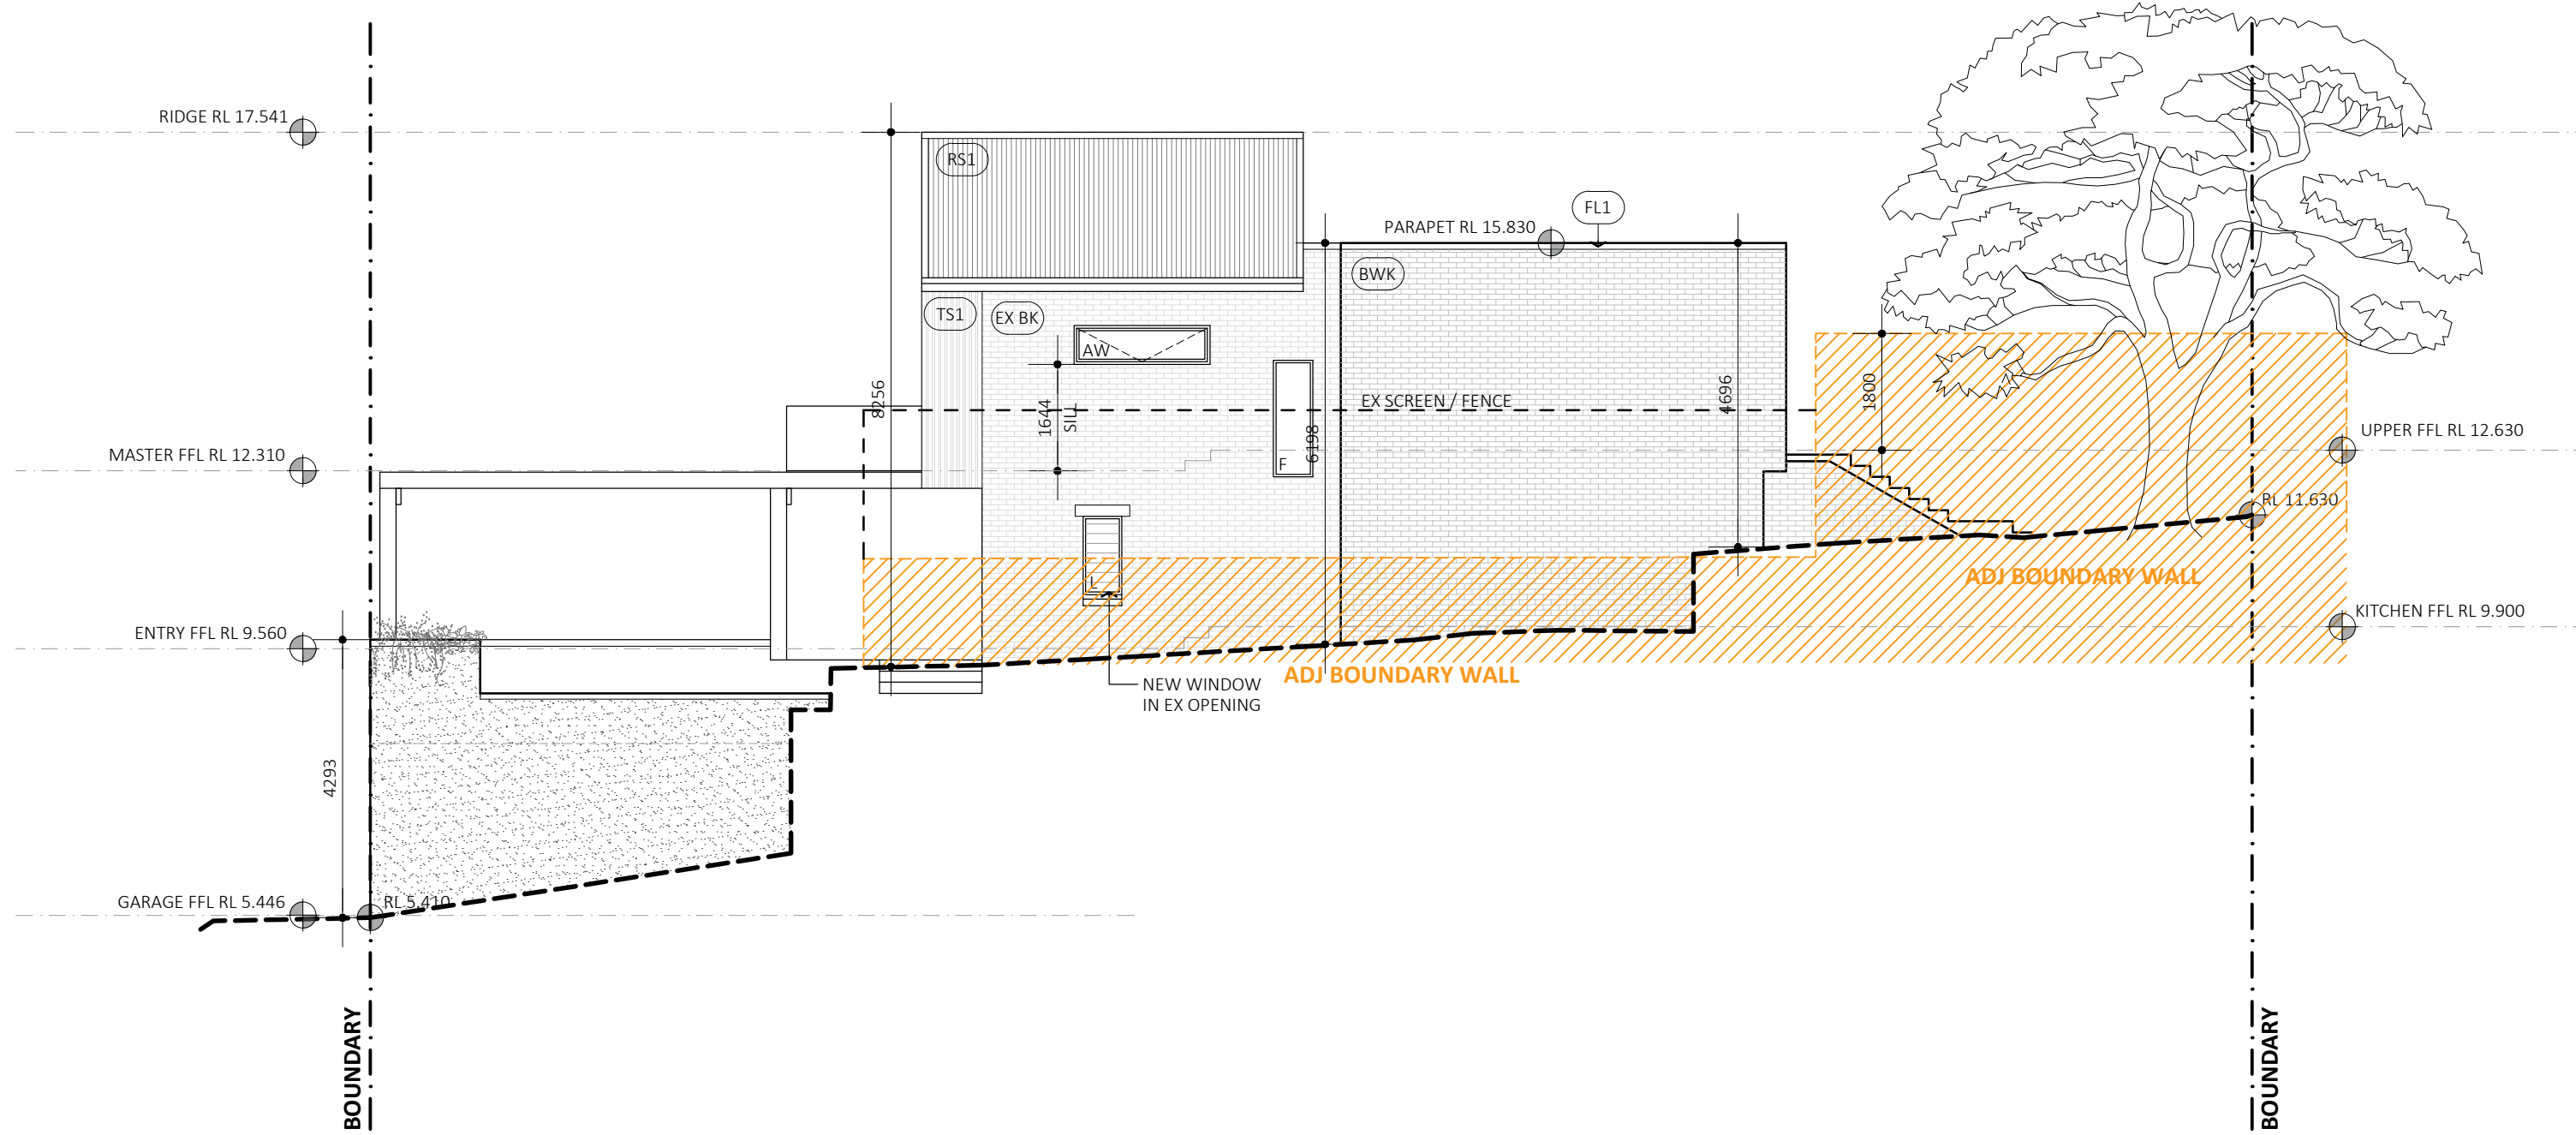 RIDGE RL 17.541
RS1
FL1
PARAPET RL 15.830
BWK
TS1
EX BK
AW
8256
1644
SILL
EX SCREEN / FENCE
6198
4696
1800
F
MASTER FFL RL 12.310
UPPER FFL RL 12.630
RL 11.630
L
ADJ BOUNDARY WALL
KITCHEN FFL RL 9.900
ENTRY FFL RL 9.560
ADJ BOUNDARY WALL
NEW WINDOW
IN EX OPENING
4293
GARAGE FFL RL 5.446
RL 5.410
BOUNDARY
BOUNDARY